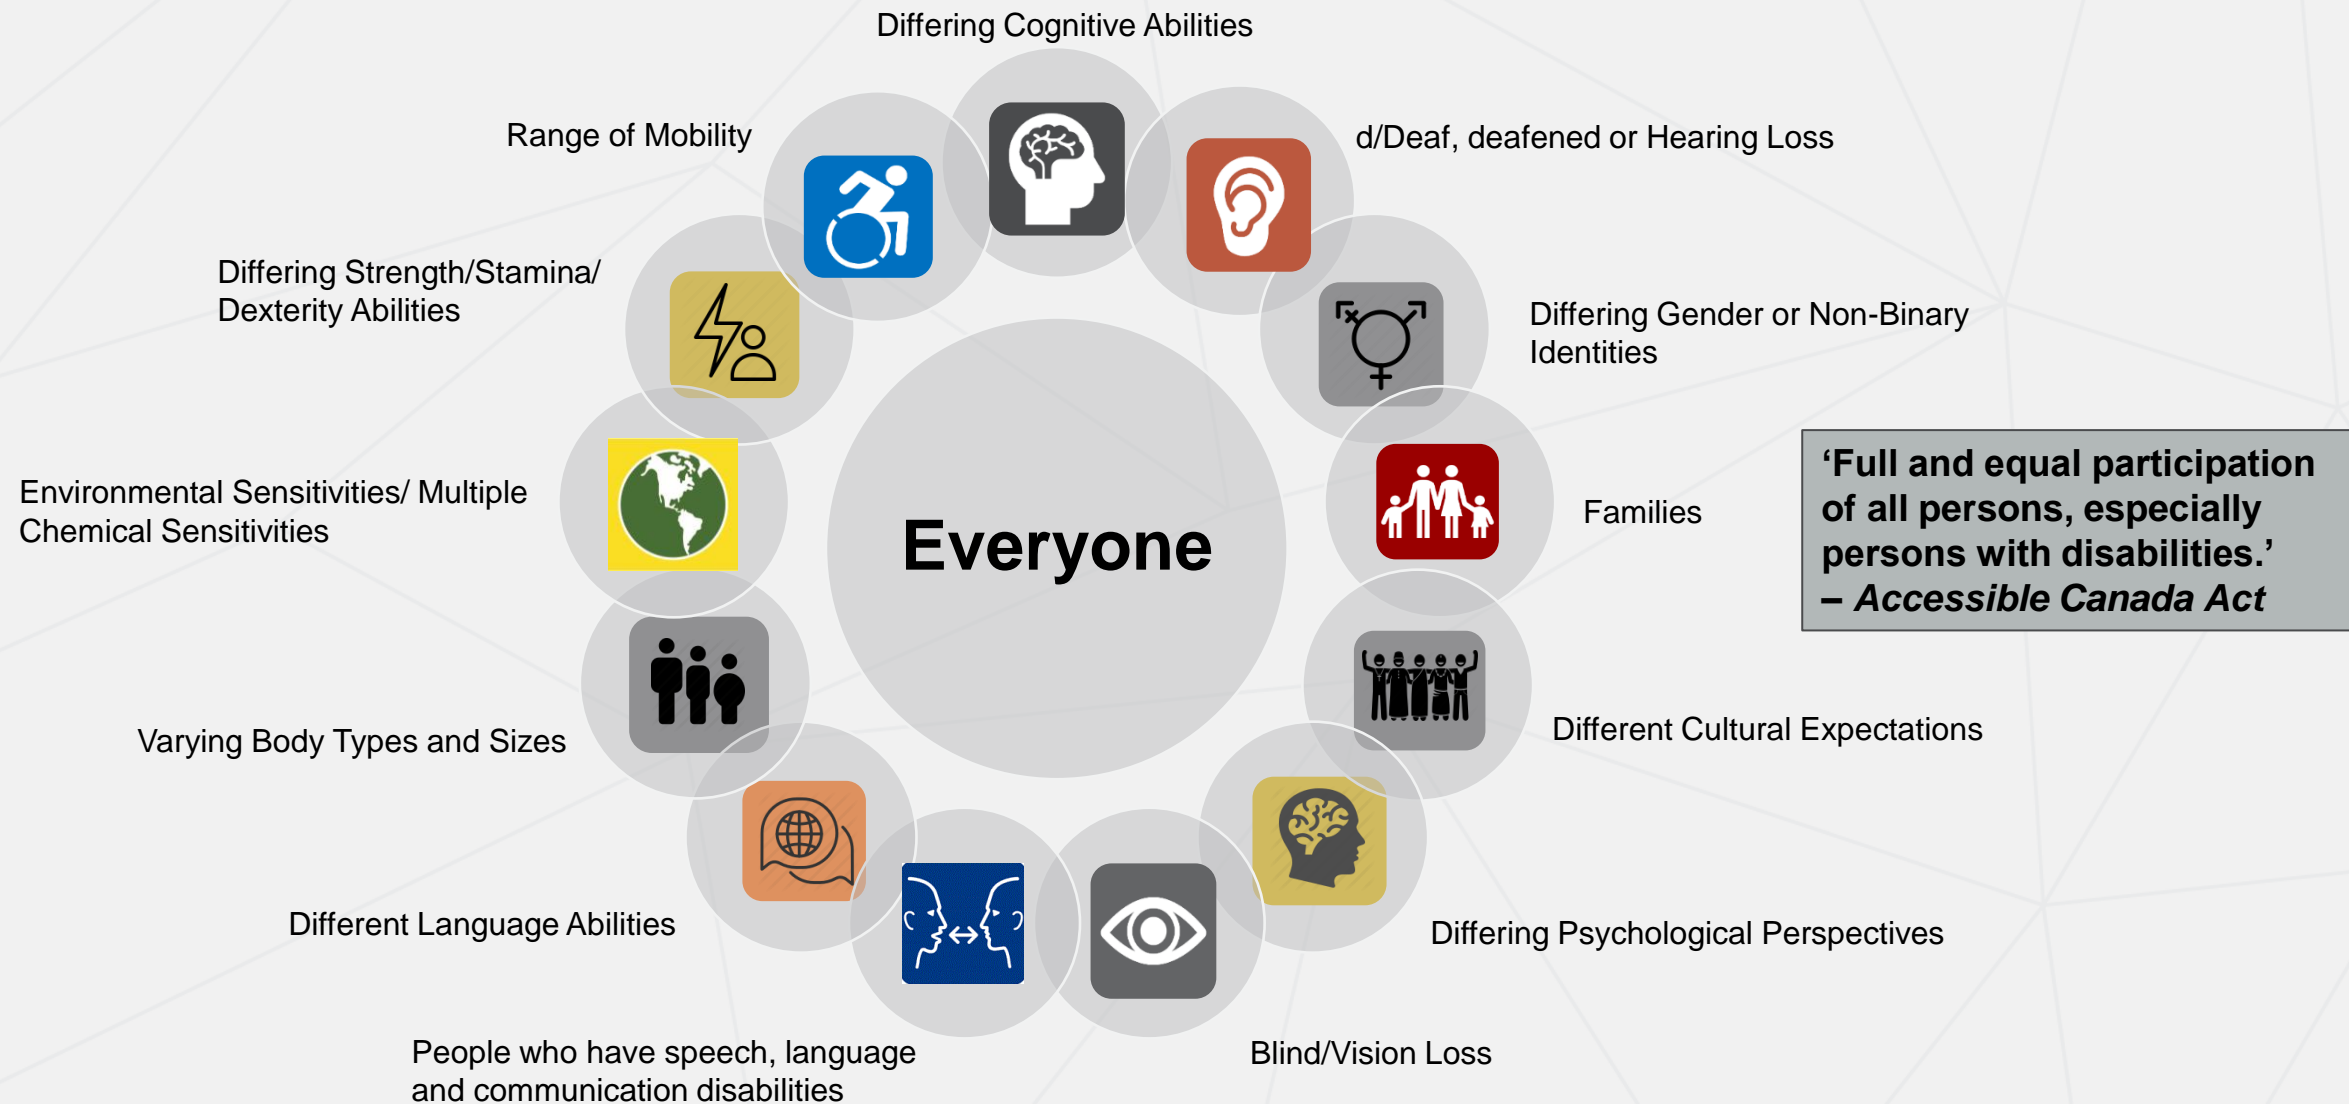 Differing Cognitive Abilities
Range of Mobility
d/Deaf, deafened or Hearing Loss
Differing Strength/Stamina/
Dexterity Abilities
Differing Gender or Non-Binary
Identities
Environmental Sensitivities/ Multiple
Chemical Sensitivities
Everyone
Families
‘Full and equal participation
of all persons, especially
persons with disabilities.’
– Accessible Canada Act
Varying Body Types and Sizes
Different Cultural Expectations
Different Language Abilities
Differing Psychological Perspectives
People who have speech, language
and communication disabilities
Blind/Vision Loss